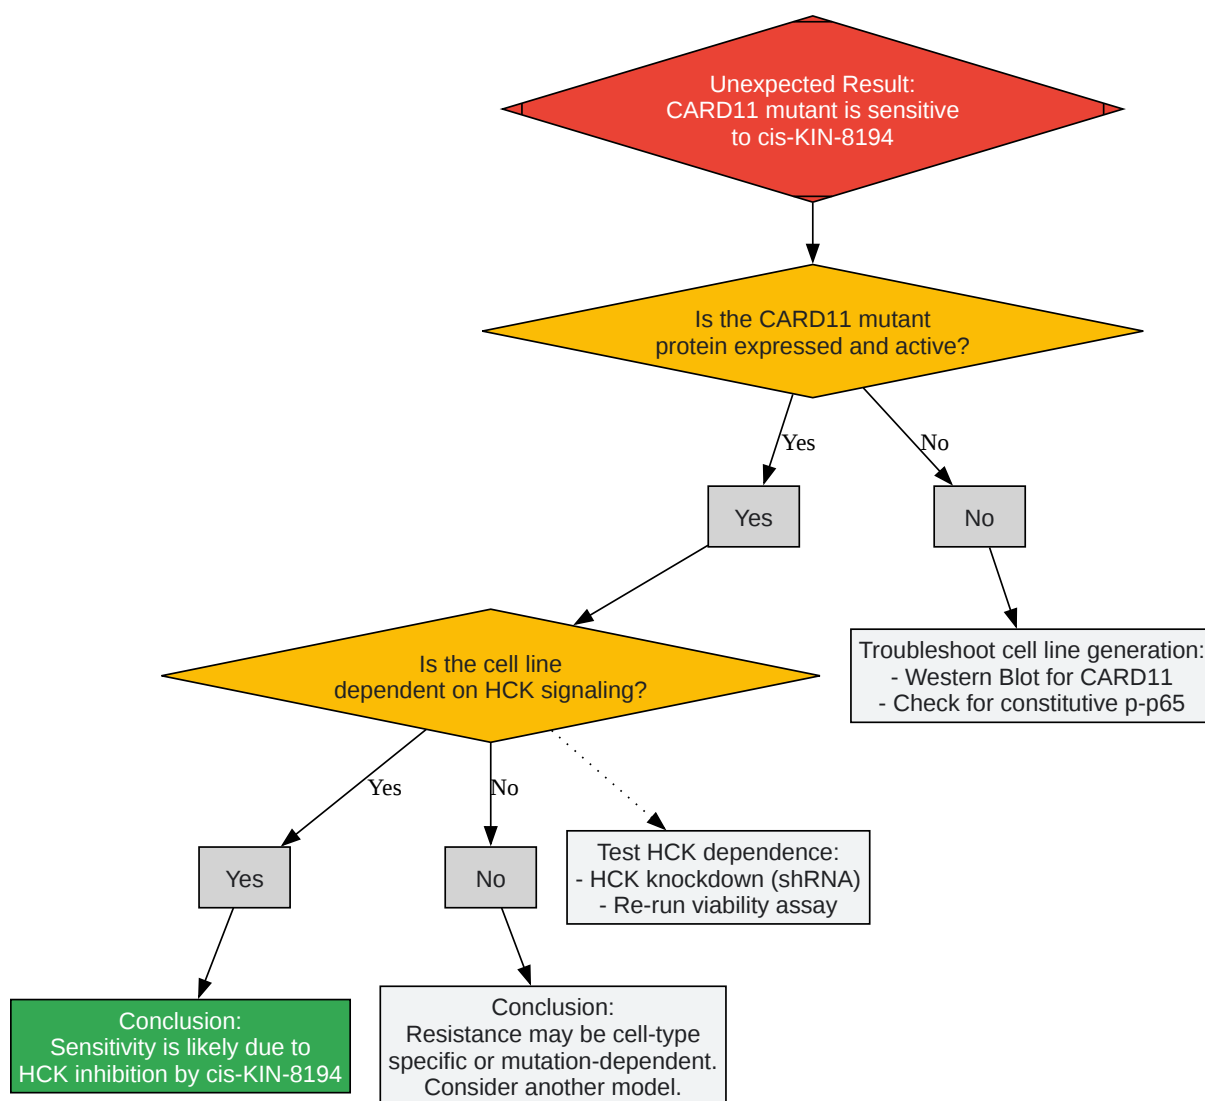 Unexpected Result:
CARD11 mutant is sensitive
to cis-KIN-8194
Is the CARD11 mutant
protein expressed and active?
Yes
No
Yes
No
Is the cell line
dependent on HCK signaling?
Troubleshoot cell line generation:
- Western Blot for CARD11
- Check for constitutive p-p65
Yes
No
Yes
No
Test HCK dependence:
- HCK knockdown (shRNA)
- Re-run viability assay
Conclusion:
Sensitivity is likely due to
HCK inhibition by cis-KIN-8194
Conclusion:
Resistance may be cell-type
specific or mutation-dependent.
Consider another model.